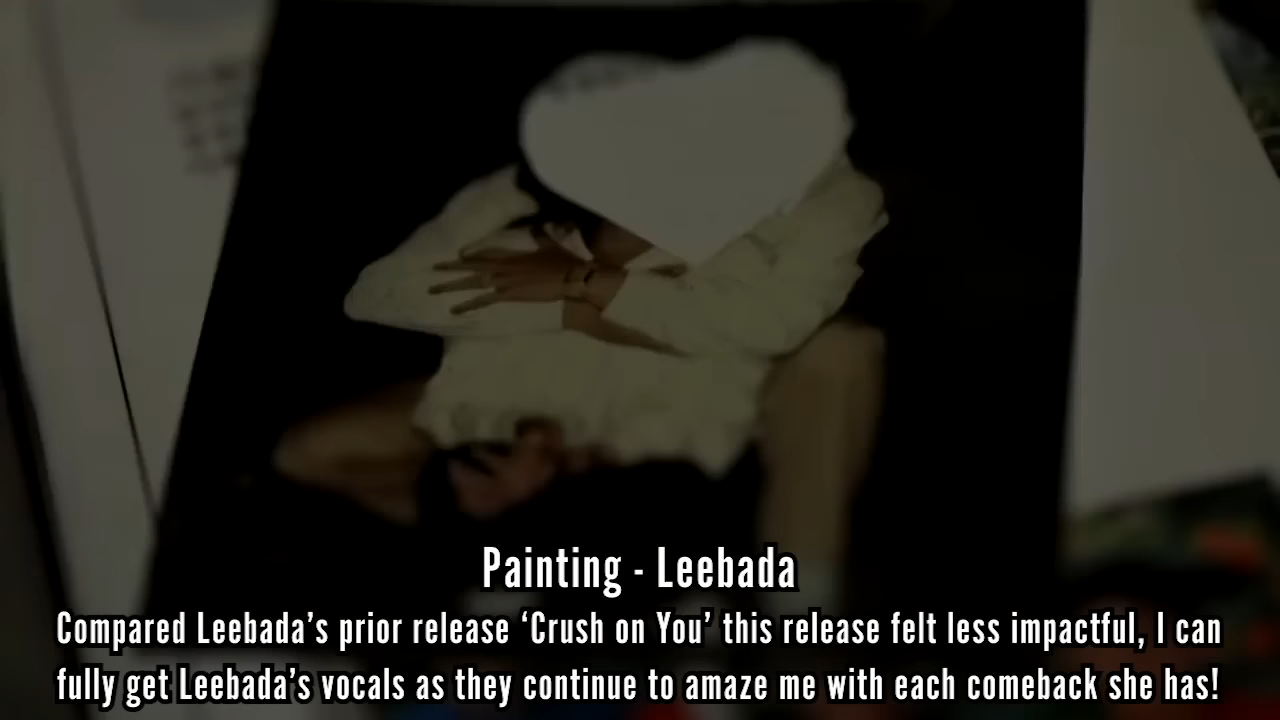 Painting - Leebada
Compared Leebada’s prior release ‘Crush on You’ this release felt less impactful, I can
fully get Leebada’s vocals as they continue to amaze me with each comeback she has!